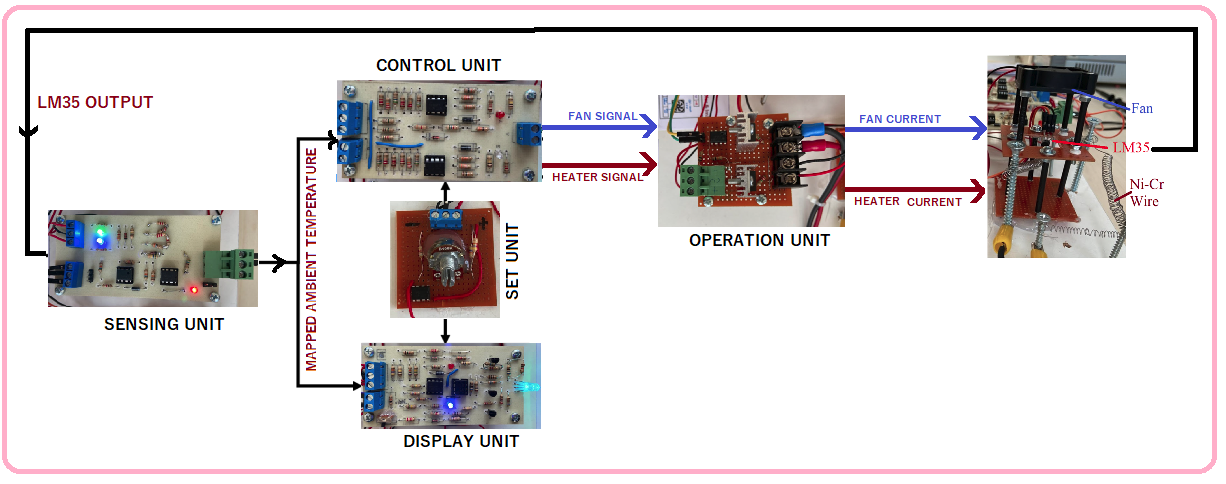 CONTROL UNIT
LM35 OUTPUT
FAN SIGNAL
HEATER SIGNAL
FAN CURRENT
HEATER CURRENT
Fan
LM35
Ni-Cr
Wire
MAPPED AMBIENT TEMPERATURE
SET UNIT
OPERATION UNIT
SENSING UNIT
DISPLAY UNIT